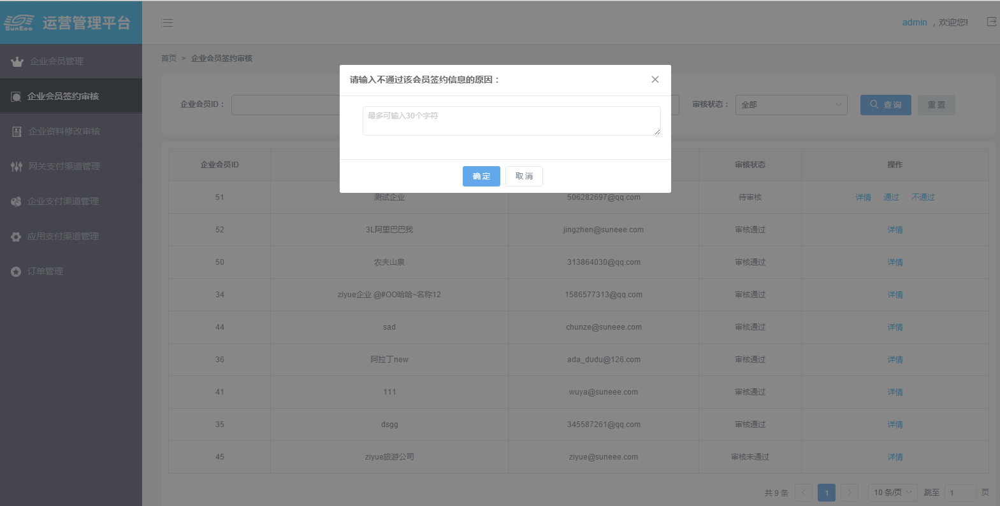 SunEee 运营管理平台
admin ，欢迎您!
企业会员管理
企业会员签约审核
企业资料修改审核
网关支付渠道管理
企业支付渠道管理
应用支付渠道管理
订单管理
首页 > 企业会员签约审核
请输入不通过该会员签约信息的原因：
最多可输入30个字符
确定 取消
企业会员ID： 审核状态： 全部 查询 重置
企业会员ID 审核状态 操作
51 测试企业 506282697@qq.com 待审核 详情 通过 不通过
52 3L阿里巴巴我 jingzhen@suneee.com 审核通过 详情
50 农夫山泉 313864030@qq.com 审核通过 详情
34 ziyue企业 @#OO哈哈~名称12 1586577313@qq.com 审核通过 详情
44 sad chunze@suneee.com 审核通过 详情
36 阿拉丁new ada_dudu@126.com 审核通过 详情
41 111 wuya@suneee.com 审核通过 详情
35 dsgg 345587261@qq.com 审核通过 详情
45 ziyue旅游公司 ziyue@suneee.com 审核未通过 详情
共 9 条 < 1 > 10 条/页 跳至 1 页